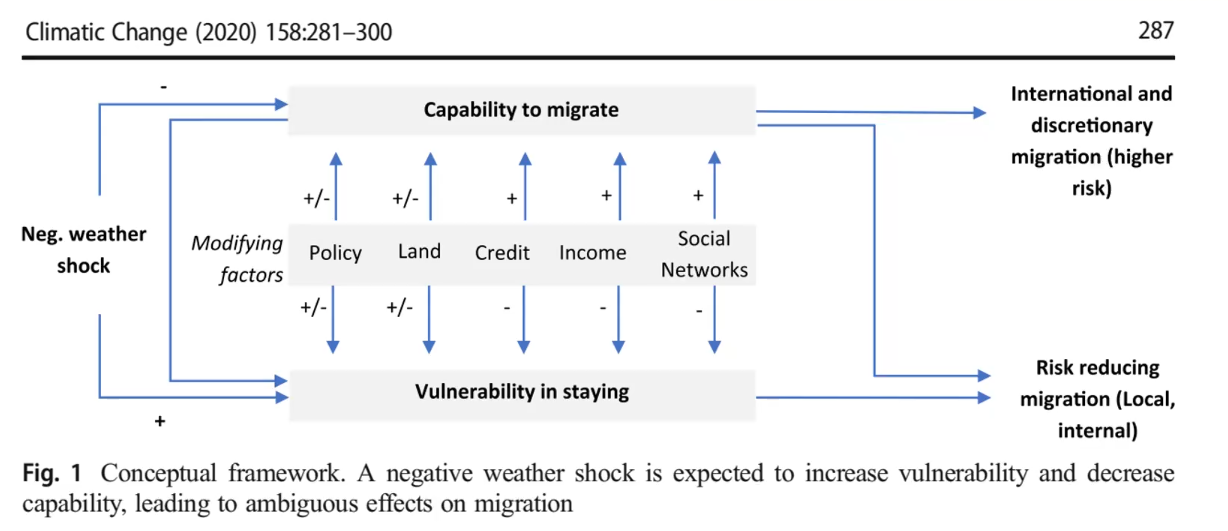 Climatic Change (2020) 158:281–300 287
-
Capability to migrate
International and
discretionary
migration (higher
risk)
+/- +/- + + +
Neg. weather
shock
Modifying
factors
Policy Land Credit Income Social
Networks
+/- +/- - - -
Vulnerability in staying
+
Risk reducing
migration (Local,
internal)
Fig. 1 Conceptual framework. A negative weather shock is expected to increase vulnerability and decrease
capability, leading to ambiguous effects on migration